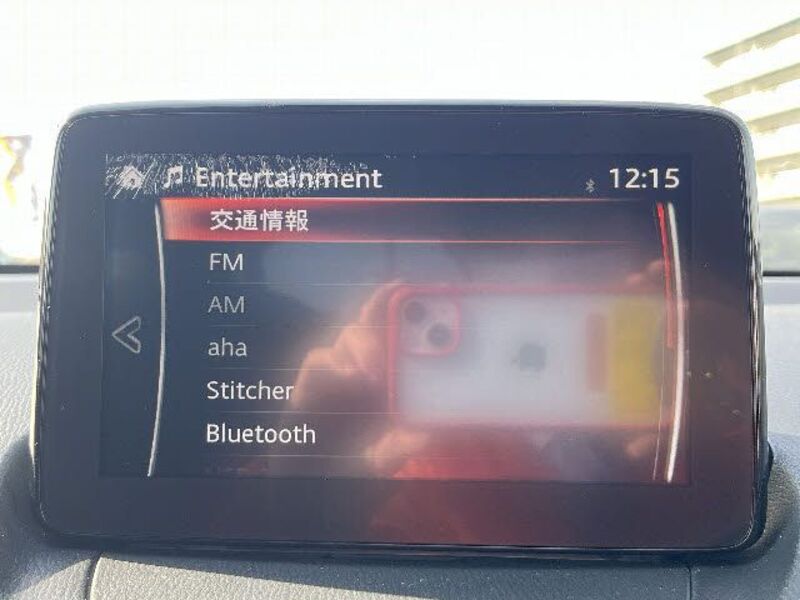 Entertainment 12:15
交通情報
FM
AM
aha
Stitcher
Bluetooth